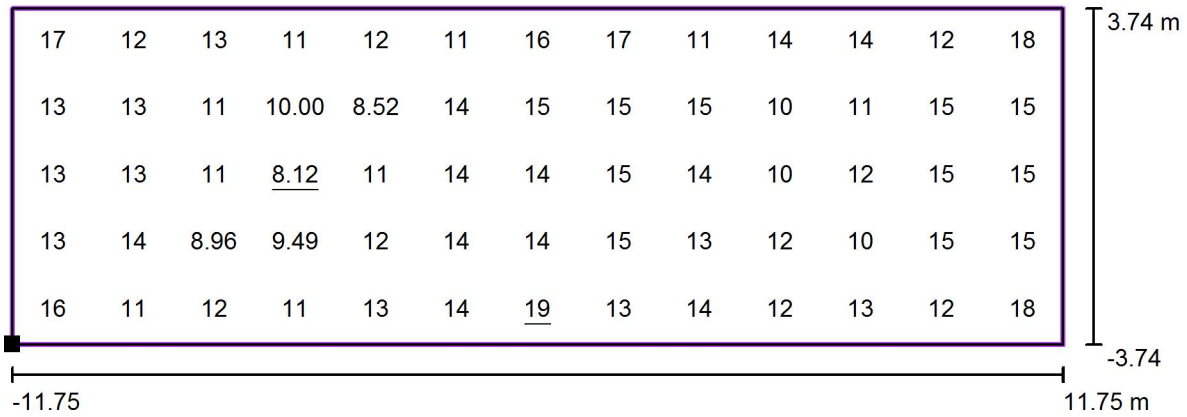 17 12 13 11 12 11 16 17 11 14 14 12 18
3.74 m
13 13 11 10.00 8.52 14 15 15 15 10 11 15 15
13 13 11 8.12 11 14 14 15 14 10 12 15 15
13 14 8.96 9.49 12 14 14 15 13 12 10 15 15
16 11 12 11 13 14 19 13 14 12 13 12 18
-3.74
-11.75 11.75 m